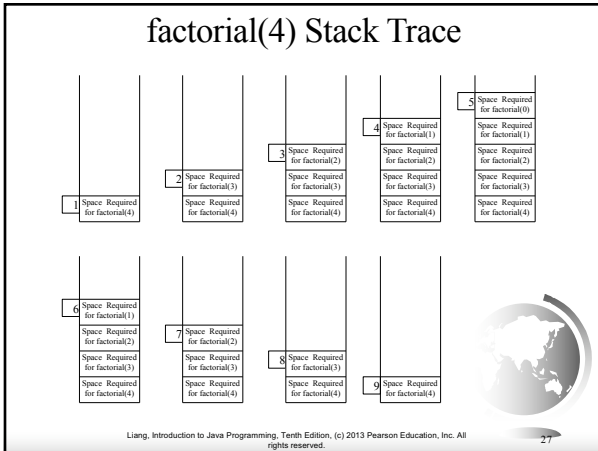 factorial(4) Stack Trace
1
Space Required
for factorial(4)
2
Space Required
for factorial(3)
Space Required
for factorial(4)
3
Space Required
for factorial(2)
Space Required
for factorial(3)
Space Required
for factorial(4)
4
Space Required
for factorial(1)
Space Required
for factorial(2)
Space Required
for factorial(3)
Space Required
for factorial(4)
5
Space Required
for factorial(0)
Space Required
for factorial(1)
Space Required
for factorial(2)
Space Required
for factorial(3)
Space Required
for factorial(4)
6
Space Required
for factorial(1)
Space Required
for factorial(2)
Space Required
for factorial(3)
Space Required
for factorial(4)
7
Space Required
for factorial(2)
Space Required
for factorial(3)
Space Required
for factorial(4)
8
Space Required
for factorial(3)
Space Required
for factorial(4)
9
Space Required
for factorial(4)
Liang, Introduction to Java Programming, Tenth Edition, (c) 2013 Pearson Education, Inc. All
rights reserved.
27